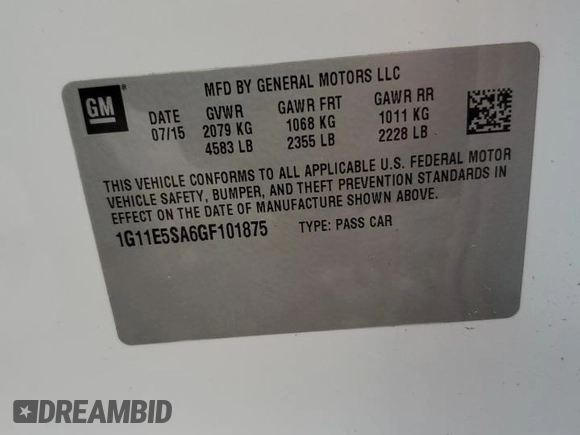 GM
MFD BY GENERAL MOTORS LLC
DATE GVWR GAWR FRT GAWR RR
07/15 2079 KG 1068 KG 1011 KG
4583 LB 2355 LB 2228 LB
THIS VEHICLE CONFORMS TO ALL APPLICABLE U.S. FEDERAL MOTOR
VEHICLE SAFETY, BUMPER, AND THEFT PREVENTION STANDARDS IN
EFFECT ON THE DATE OF MANUFACTURE SHOWN ABOVE.
1G11E5SA6GF101875 TYPE: PASS CAR
DREAMBID